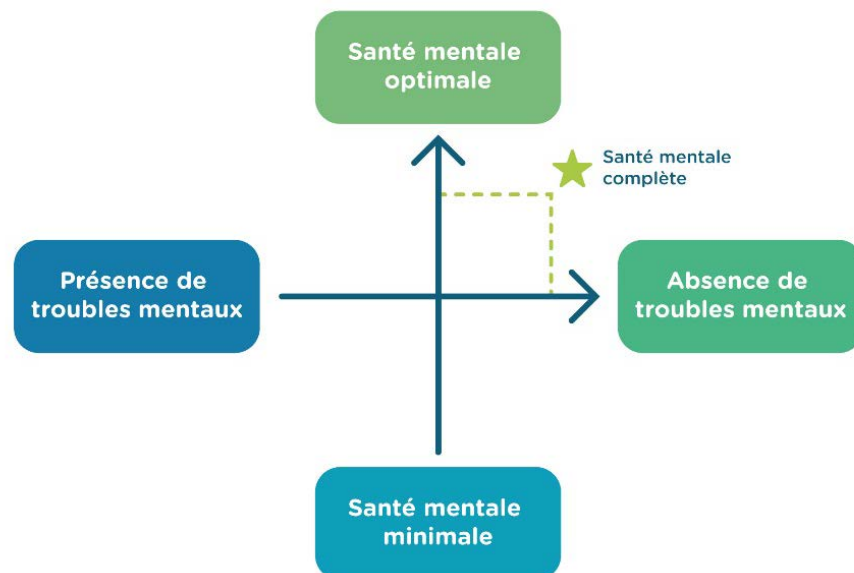 Santé mentale
optimale
Santé mentale
complète
Présence de
troubles mentaux
Absence de
troubles mentaux
Santé mentale
minimale